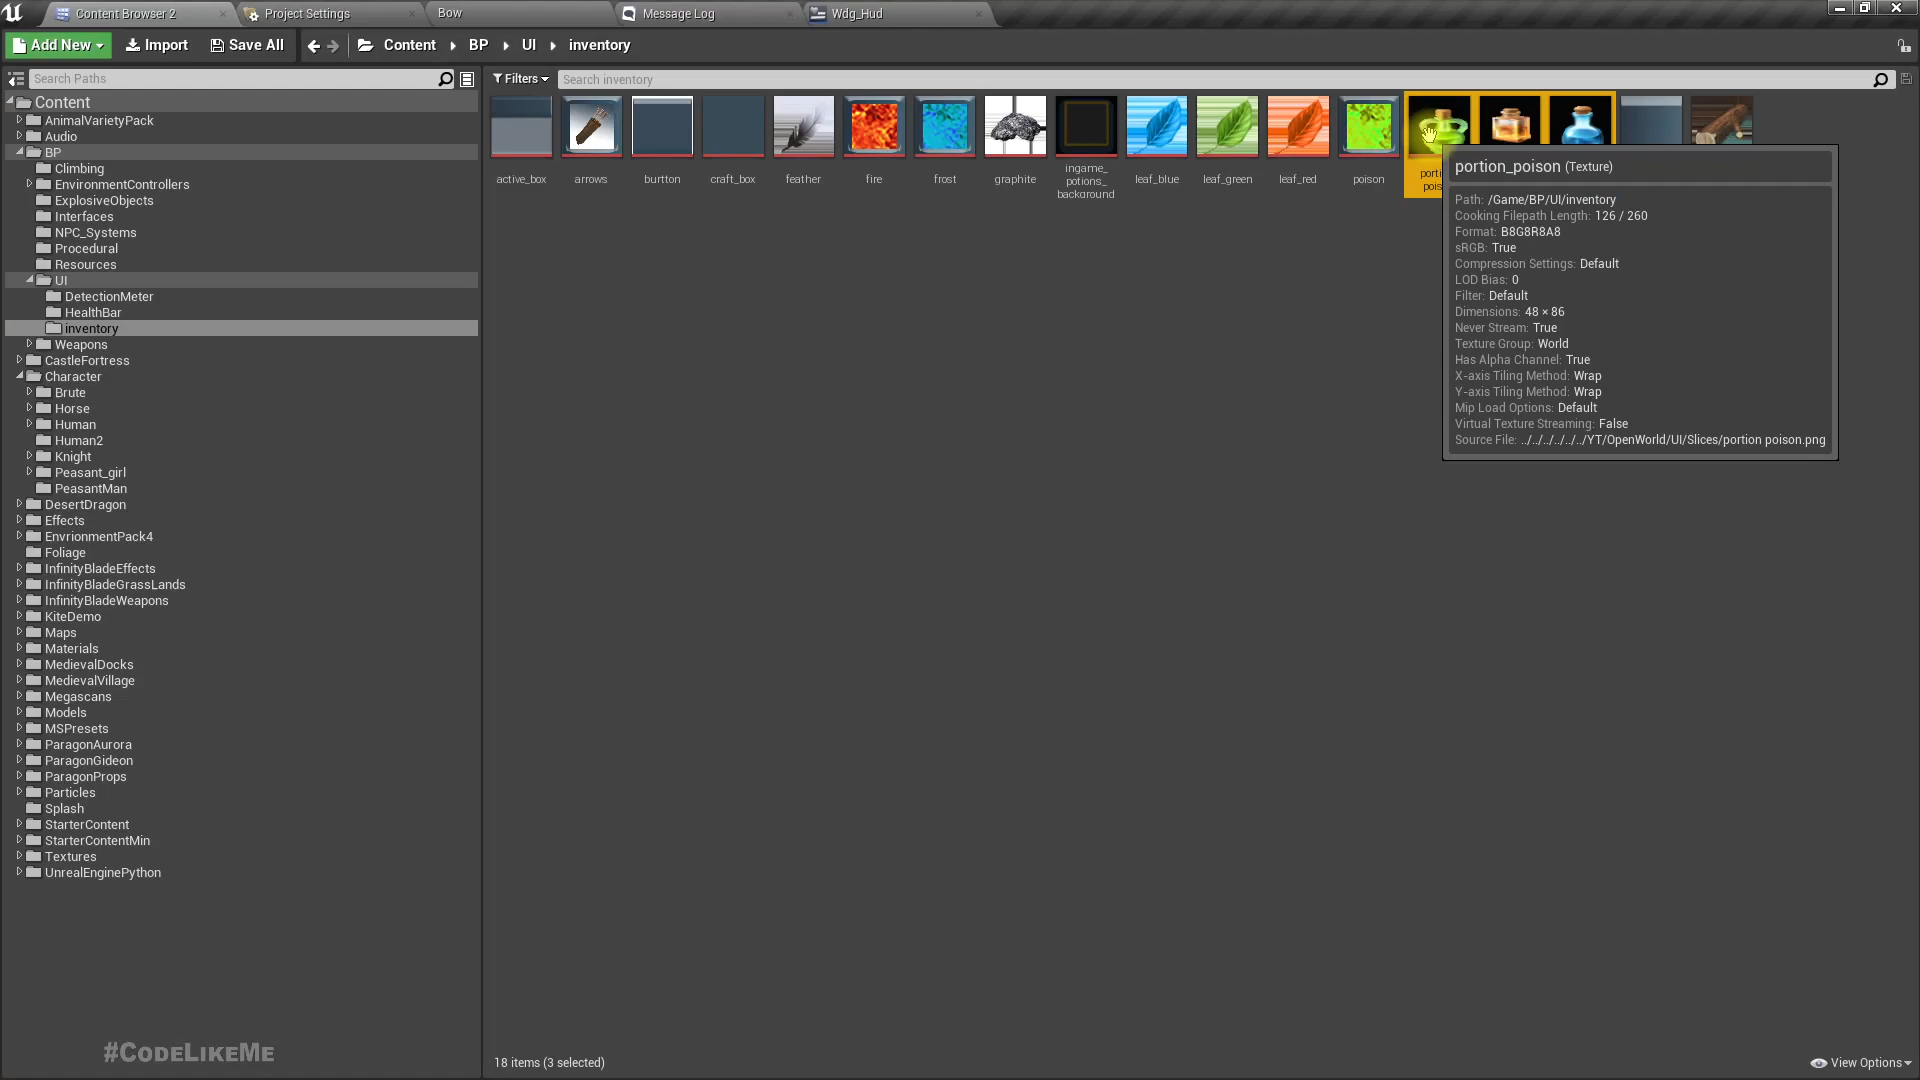 Content Browser 2
Project Settings
Bow
Message Log
Wdg_Hud
Add New
Import
Save All
Content
BP
UI
inventory
Search Paths
Filters
Search inventory
Content
AnimalVarietyPack
Audio
BP
Climbing
EnvironmentControllers
ExplosiveObjects
Interfaces
NPC_Systems
Procedural
Resources
UI
DetectionMeter
HealthBar
inventory
Weapons
CastleFortress
Character
Brute
Horse
Human
Human2
Knight
Peasant_girl
PeasantMan
DesertDragon
Effects
EnvrionmentPack4
Foliage
InfinityBladeEffects
InfinityBladeGrassLands
InfinityBladeWeapons
KiteDemo
Maps
Materials
MedievalDocks
MedievalVillage
Megascans
Models
MSPresets
ParagonAurora
ParagonGideon
ParagonProps
Particles
Splash
StarterContent
StarterContentMin
Textures
UnrealEnginePython
active_box
arrows
burtton
craft_box
feather
fire
frost
graphite
ingame_
potions_
background
leaf_blue
leaf_green
leaf_red
poison
portion_poison (Texture)
Path: /Game/BP/UI/inventory
Cooking Filepath Length: 126 / 260
Format: B8G8R8A8
sRGB: True
Compression Settings: Default
LOD Bias: 0
Filter: Default
Dimensions: 48 × 86
Never Stream: True
Texture Group: World
Has Alpha Channel: True
X-axis Tiling Method: Wrap
Y-axis Tiling Method: Wrap
Mip Load Options: Default
Virtual Texture Streaming: False
Source File: ../../../../../../YT/OpenWorld/UI/Slices/portion poison.png
#CodeLikeMe
18 items (3 selected)
View Options